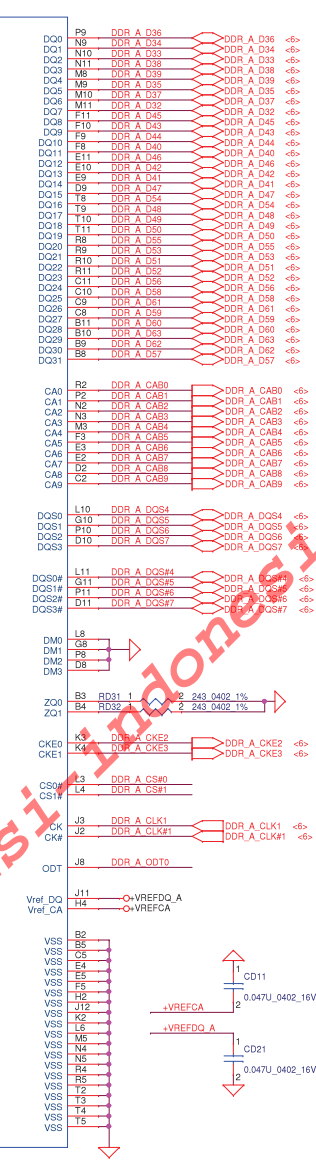 DQ0 P9 DDR_A_D36 DDR_A_D36 <6>
DQ1 N9 DDR_A_D34 DDR_A_D34 <6>
DQ2 N10 DDR_A_D33 DDR_A_D33 <6>
DQ3 N11 DDR_A_D38 DDR_A_D38 <6>
DQ4 M8 DDR_A_D39 DDR_A_D39 <6>
DQ5 M9 DDR_A_D35 DDR_A_D35 <6>
DQ6 M10 DDR_A_D37 DDR_A_D37 <6>
DQ7 M11 DDR_A_D32 DDR_A_D32 <6>
DQ8 F11 DDR_A_D45 DDR_A_D45 <6>
DQ9 F10 DDR_A_D43 DDR_A_D43 <6>
DQ10 F9 DDR_A_D44 DDR_A_D44 <6>
DQ11 F8 DDR_A_D40 DDR_A_D40 <6>
DQ12 E11 DDR_A_D46 DDR_A_D46 <6>
DQ13 E10 DDR_A_D42 DDR_A_D42 <6>
DQ14 E9 DDR_A_D41 DDR_A_D41 <6>
DQ15 D9 DDR_A_D47 DDR_A_D47 <6>
DQ16 T8 DDR_A_D54 DDR_A_D54 <6>
DQ17 T9 DDR_A_D48 DDR_A_D48 <6>
DQ18 T10 DDR_A_D49 DDR_A_D49 <6>
DQ19 T11 DDR_A_D50 DDR_A_D50 <6>
DQ20 R8 DDR_A_D55 DDR_A_D55 <6>
DQ21 R9 DDR_A_D53 DDR_A_D53 <6>
DQ22 R10 DDR_A_D51 DDR_A_D51 <6>
DQ23 R11 DDR_A_D52 DDR_A_D52 <6>
DQ24 C11 DDR_A_D56 DDR_A_D56 <6>
DQ25 C10 DDR_A_D58 DDR_A_D58 <6>
DQ26 C9 DDR_A_D61 DDR_A_D61 <6>
DQ27 C8 DDR_A_D59 DDR_A_D59 <6>
DQ28 B11 DDR_A_D60 DDR_A_D60 <6>
DQ29 B10 DDR_A_D63 DDR_A_D63 <6>
DQ30 B9 DDR_A_D62 DDR_A_D62 <6>
DQ31 B8 DDR_A_D57 DDR_A_D57 <6>
CA0 R2 DDR_A_CAB0 DDR_A_CAB0 <6>
CA1 P2 DDR_A_CAB1 DDR_A_CAB1 <6>
CA2 N2 DDR_A_CAB2 DDR_A_CAB2 <6>
CA3 N3 DDR_A_CAB3 DDR_A_CAB3 <6>
CA4 M3 DDR_A_CAB4 DDR_A_CAB4 <6>
CA5 F3 DDR_A_CAB5 DDR_A_CAB5 <6>
CA6 E3 DDR_A_CAB6 DDR_A_CAB6 <6>
CA7 E2 DDR_A_CAB7 DDR_A_CAB7 <6>
CA8 D2 DDR_A_CAB8 DDR_A_CAB8 <6>
CA9 C2 DDR_A_CAB9 DDR_A_CAB9 <6>
DQS0 L10 DDR_A_DQS4 DDR_A_DQS4 <6>
DQS1 G10 DDR_A_DQS5 DDR_A_DQS5 <6>
DQS2 P10 DDR_A_DQS6 DDR_A_DQS6 <6>
DQS3 D10 DDR_A_DQS7 DDR_A_DQS7 <6>
DQS0# L11 DDR_A_DQS#4 DDR_A_DQS#4 <6>
DQS1# G11 DDR_A_DQS#5 DDR_A_DQS#5 <6>
DQS2# P11 DDR_A_DQS#6 DDR_A_DQS#6 <6>
DQS3# D11 DDR_A_DQS#7 DDR_A_DQS#7 <6>
DM0 L8
DM1 G8
DM2 P8
DM3 D8
ZQ0 B3 RD31 1 2 243_0402_1%
ZQ1 B4 RD32 1 2 243_0402_1%
CKE0 K3 DDR_A_CKE2 DDR_A_CKE2 <6>
CKE1 K4 DDR_A_CKE3 DDR_A_CKE3 <6>
CS0# L3 DDR_A_CS#0
CS1# L4 DDR_A_CS#1
CK J3 DDR_A_CLK1 DDR_A_CLK1 <6>
CK# J2 DDR_A_CLK#1 DDR_A_CLK#1 <6>
ODT J8 DDR_A_ODT0
Vref_DQ J11 +VREFDQ_A
Vref_CA H4 +VREFCA
VSS B2
VSS B5
VSS C5
VSS E4
VSS E5
VSS F5
VSS H2
VSS J12
VSS K2
VSS L6
VSS M5
VSS N4
VSS N5
VSS R4
VSS R5
VSS T2
VSS T3
VSS T4
VSS T5
1
CD11
0.047U_0402_16V
2
+VREFCA
+VREFDQ_A
1
CD21
0.047U_0402_16V
2
si-indonesi